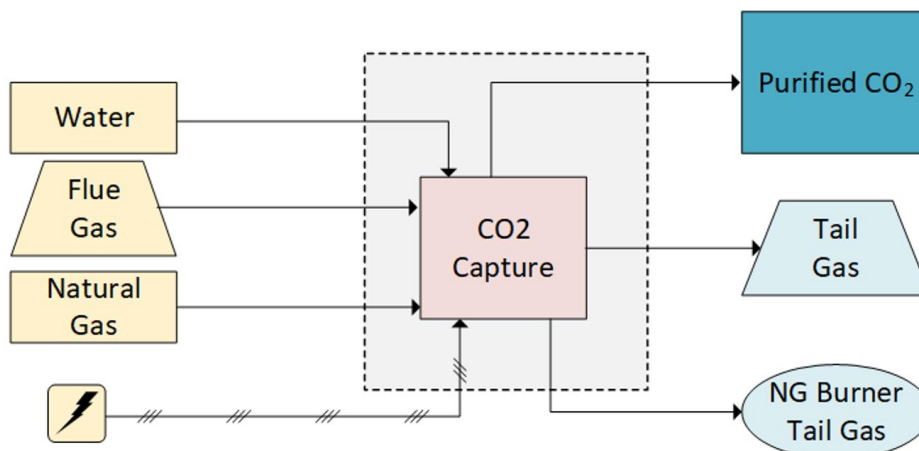 Water
Flue
Gas
Natural
Gas
CO2
Capture
Purified CO₂
Tail
Gas
NG Burner
Tail Gas